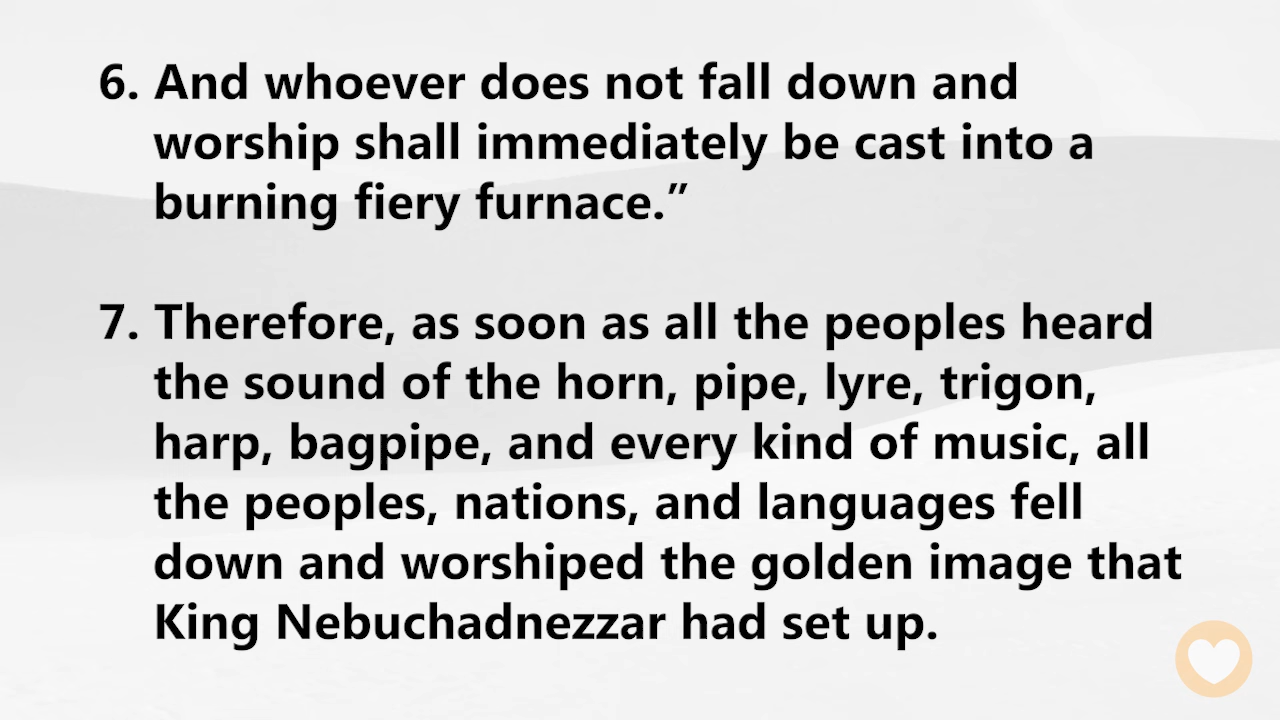 6. And whoever does not fall down and
worship shall immediately be cast into a
burning fiery furnace.”
7. Therefore, as soon as all the peoples heard
the sound of the horn, pipe, lyre, trigon,
harp, bagpipe, and every kind of music, all
the peoples, nations, and languages fell
down and worshiped the golden image that
King Nebuchadnezzar had set up.